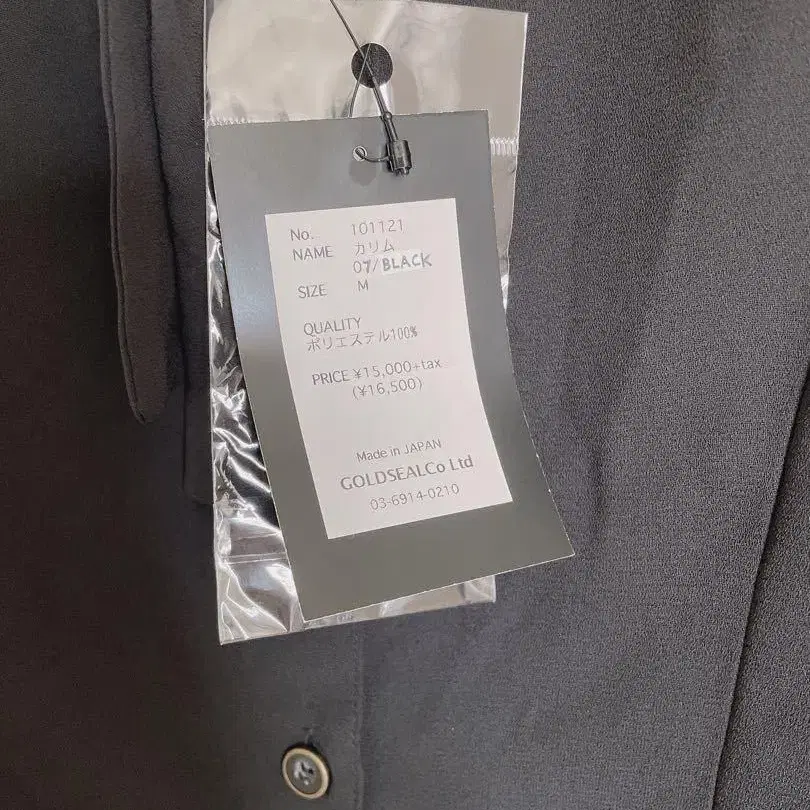 No. 101121
NAME カリム
07/BLACK
SIZE M
QUALITY
ポリエステル100%
PRICE ¥15,000+tax
(¥16,500)
Made in JAPAN
GOLDSEALCo Ltd
03-6914-0210